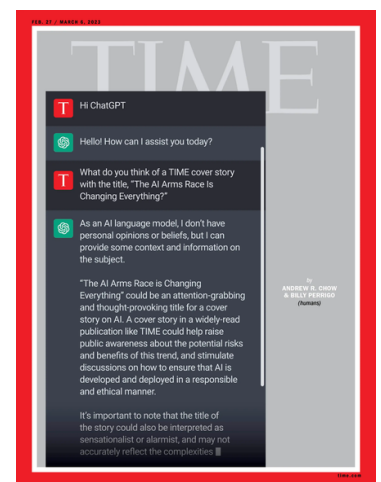 FEB. 27 / MARCH 6, 2023
TIME
T
Hi ChatGPT
Hello! How can I assist you today?
T
What do you think of a TIME cover story
with the title, "The AI Arms Race Is
Changing Everything?"
As an AI language model, I don't have
personal opinions or beliefs, but I can
provide some context and information on
the subject.
"The AI Arms Race is Changing
Everything" could be an attention-grabbing
and thought-provoking title for a cover
story on AI. A cover story in a widely-read
publication like TIME could help raise
public awareness about the potential risks
and benefits of this trend, and stimulate
discussions on how to ensure that AI is
developed and deployed in a responsible
and ethical manner.
It's important to note that the title of
the story could also be interpreted as
sensationalist or alarmist, and may not
accurately reflect the complexities
by
ANDREW R. CHOW
& BILLY PERRIGO
(humans)
time.com